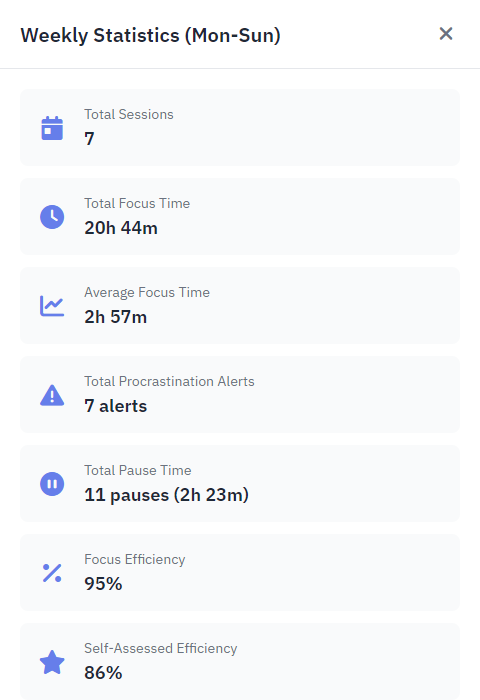 Weekly Statistics (Mon-Sun)
Total Sessions
7
Total Focus Time
20h 44m
Average Focus Time
2h 57m
Total Procrastination Alerts
7 alerts
Total Pause Time
11 pauses (2h 23m)
Focus Efficiency
95%
Self-Assessed Efficiency
86%